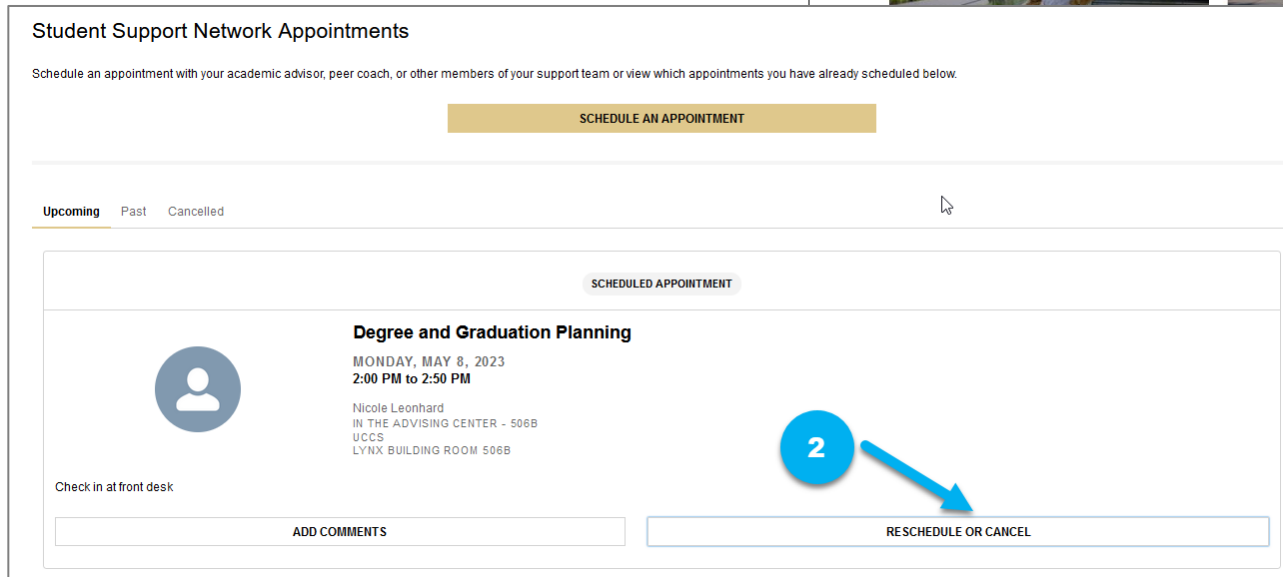 Student Support Network Appointments
Schedule an appointment with your academic advisor, peer coach, or other members of your support team or view which appointments you have already scheduled below.
SCHEDULE AN APPOINTMENT
Upcoming Past Cancelled
SCHEDULED APPOINTMENT
Degree and Graduation Planning
MONDAY, MAY 8, 2023
2:00 PM to 2:50 PM
Nicole Leonhard
IN THE ADVISING CENTER - 506B
UCCS
LYNX BUILDING ROOM 506B
2
Check in at front desk
ADD COMMENTS
RESCHEDULE OR CANCEL